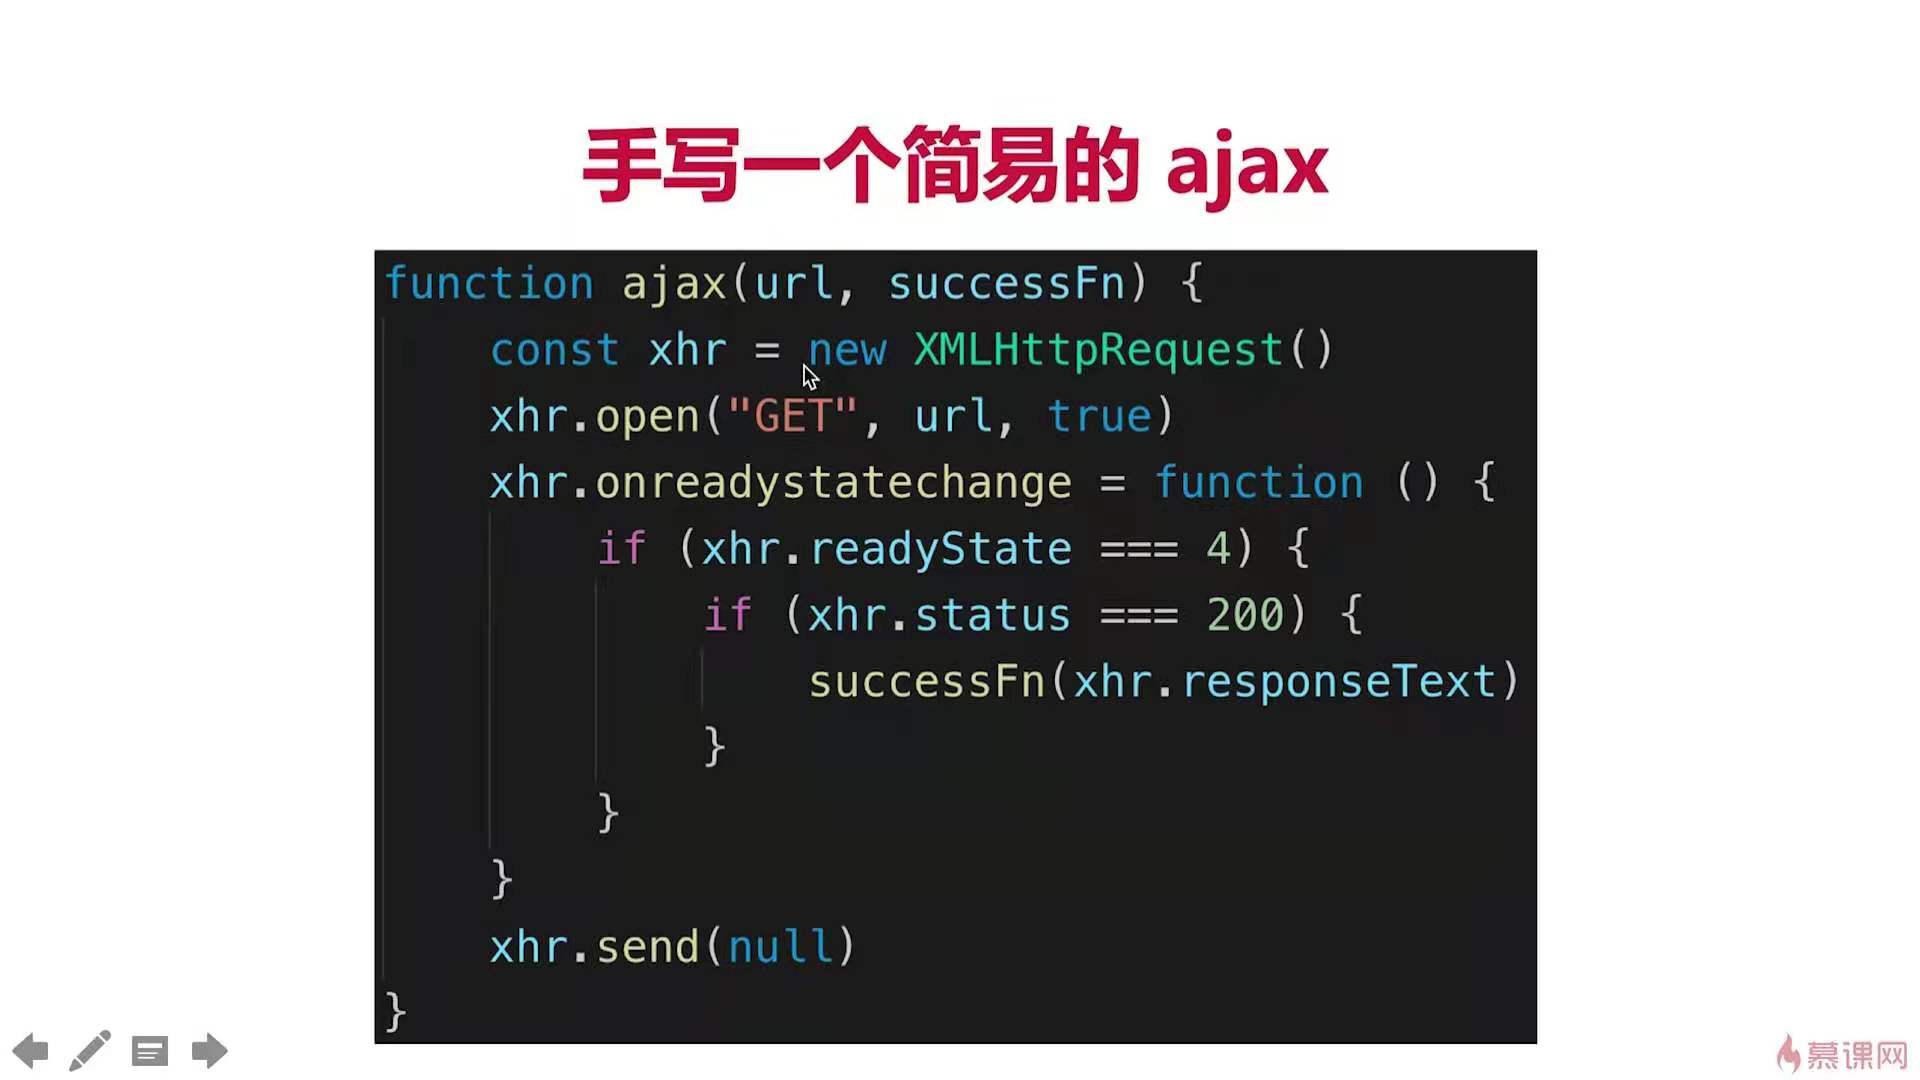 手写一个简易的 ajax
function ajax(url, successFn) {
    const xhr = new XMLHttpRequest()
    xhr.open("GET", url, true)
    xhr.onreadystatechange = function () {
        if (xhr.readyState === 4) {
            if (xhr.status === 200) {
                successFn(xhr.responseText)
            }
        }
    }
    xhr.send(null)
}
慕课网